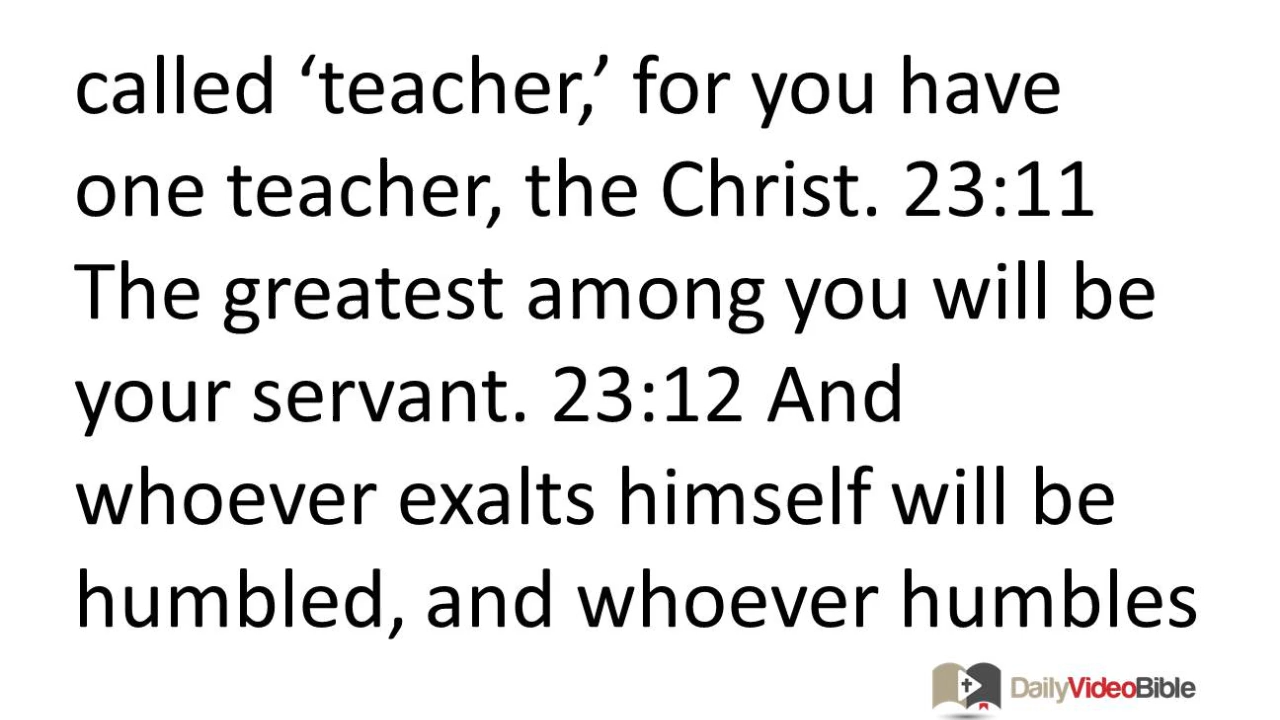 called ‘teacher,’ for you have
one teacher, the Christ. 23:11
The greatest among you will be
your servant. 23:12 And
whoever exalts himself will be
humbled, and whoever humbles
DailyVideoBible